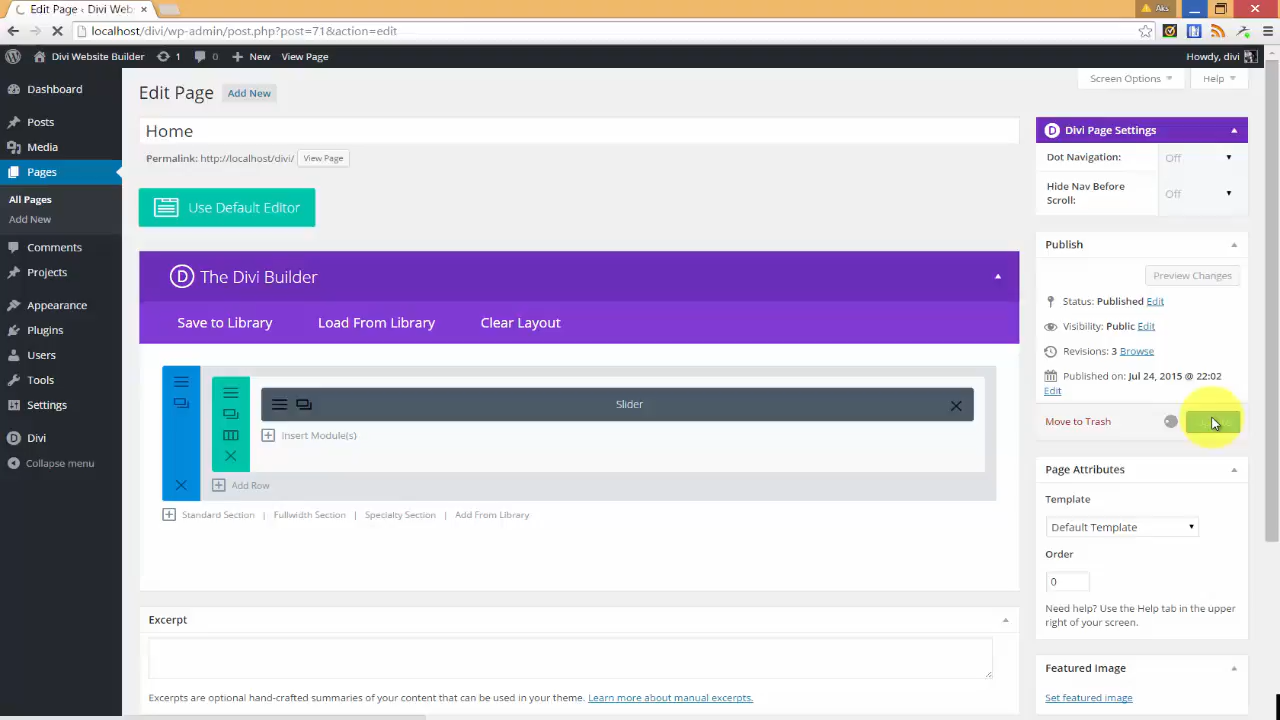 Edit Page ‹ Divi Webs
Aks
localhost/divi/wp-admin/post.php?post=71&action=edit
Divi Website Builder
1
0
New
View Page
Howdy, divi
Dashboard
Posts
Media
Pages
All Pages
Add New
Comments
Projects
Appearance
Plugins
Users
Tools
Settings
Divi
Collapse menu
Screen Options
Help
Edit Page
Add New
Home
Permalink: http://localhost/divi/
View Page
Use Default Editor
D The Divi Builder
Save to Library
Load From Library
Clear Layout
Slider
Insert Module(s)
Add Row
Standard Section | Fullwidth Section | Specialty Section | Add From Library
Excerpt
Excerpts are optional hand-crafted summaries of your content that can be used in your theme. Learn more about manual excerpts.
D Divi Page Settings
Dot Navigation:
Off
Hide Nav Before
Scroll:
Off
Publish
Preview Changes
Status: Published Edit
Visibility: Public Edit
Revisions: 3 Browse
Published on: Jul 24, 2015 @ 22:02
Edit
Move to Trash
Page Attributes
Template
Default Template
Order
0
Need help? Use the Help tab in the upper
right of your screen.
Featured Image
Set featured image